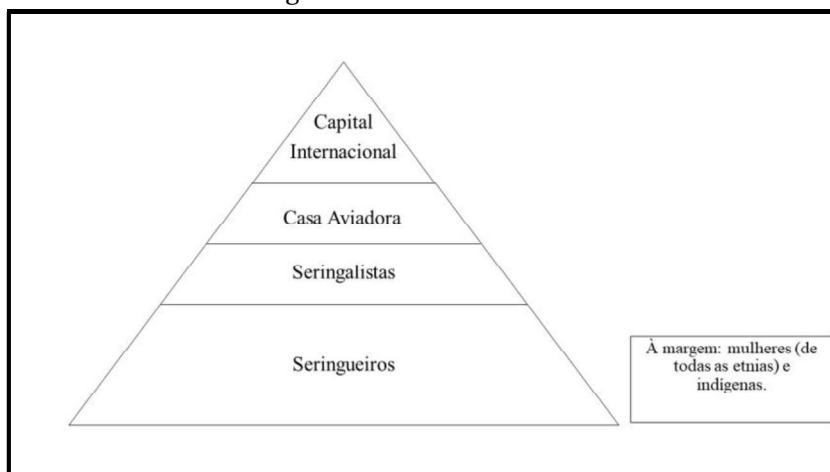 Capital
Internacional
Casa Aviadora
Seringalistas
Seringueiros
À margem: mulheres (de
todas as etnias) e
indígenas.